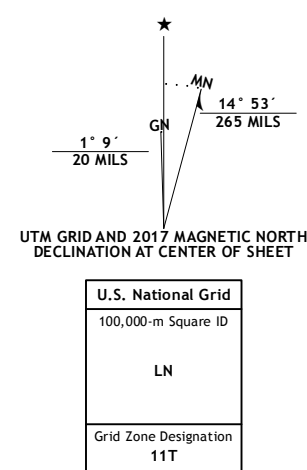 ★
MN
14° 53´
265 MILS
GN
1° 9´
20 MILS
UTM GRID AND 2017 MAGNETIC NORTH
DECLINATION AT CENTER OF SHEET
U.S. National Grid
100,000-m Square ID
LN
Grid Zone Designation
11T